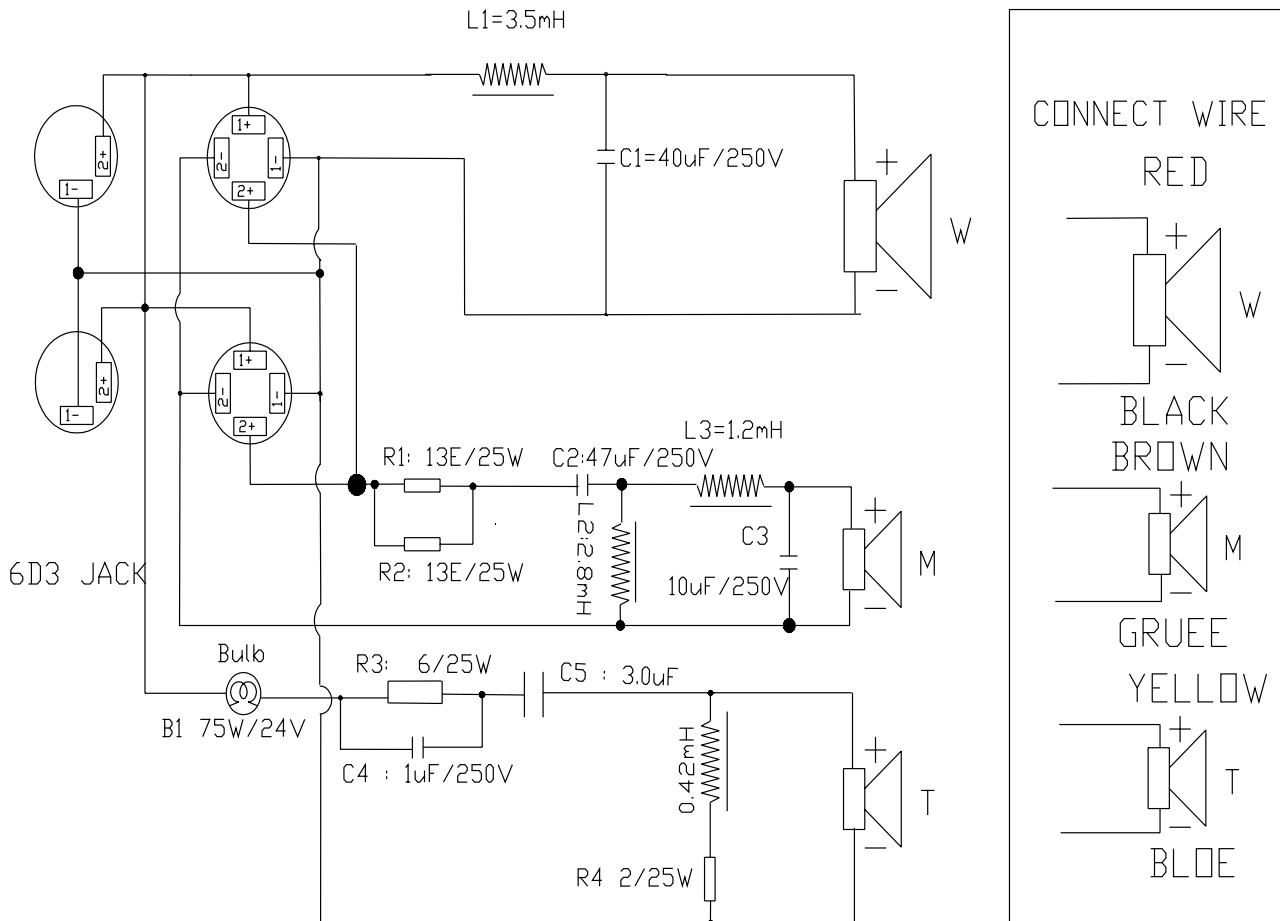 L1=3.5mH
CONNECT WIRE
1+
2-
1-
2+
2+
1-
C1=40uF/250V
RED
+
W
-
+
W
-
1+
2-
1-
2+
2+
1-
BLACK
L3=1.2mH
R1: 13E/25W
C2:47uF/250V
BROWN
L2:2.8mH
+
C3
M
-
+
M
-
6D3 JACK
R2: 13E/25W
10uF/250V
GRUEE
Bulb
R3: 6/25W
C5 : 3.0uF
YELLOW
B1 75W/24V
C4 : 1uF/250V
0.42mH
+
T
-
+
T
-
R4 2/25W
BLOE